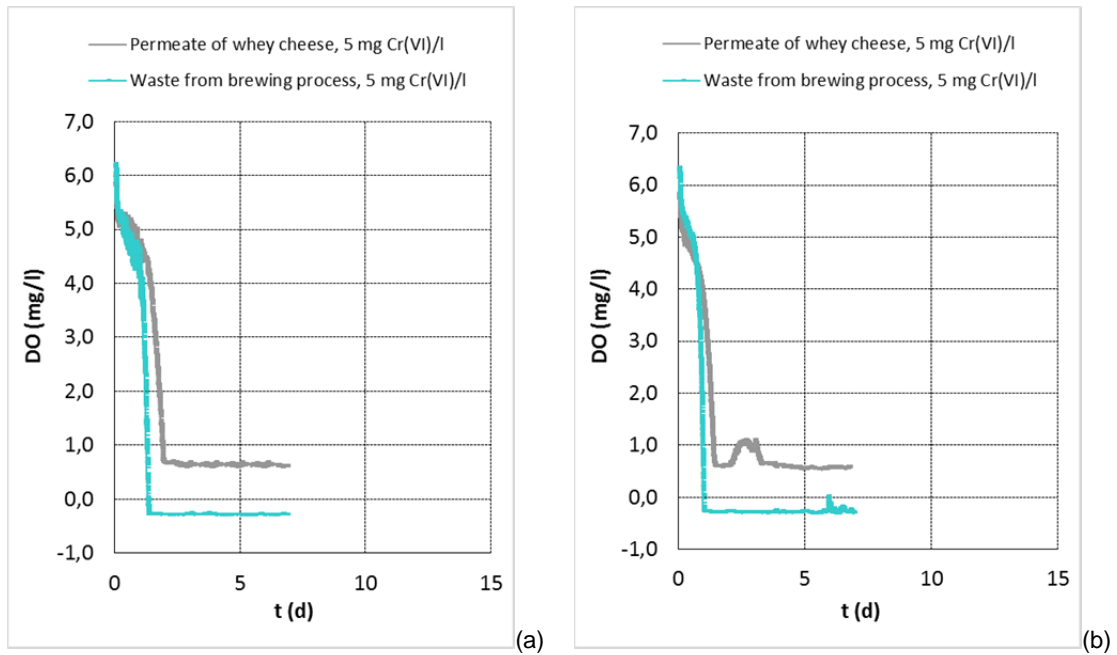 Permeate of whey cheese, 5 mg Cr(VI)/l
Waste from brewing process, 5 mg Cr(VI)/l
7,0
6,0
5,0
4,0
3,0
2,0
1,0
0,0
-1,0
DO (mg/l)
0
5
10
15
t (d)
(a)
Permeate of whey cheese, 5 mg Cr(VI)/l
Waste from brewing process, 5 mg Cr(VI)/l
7,0
6,0
5,0
4,0
3,0
2,0
1,0
0,0
-1,0
DO (mg/l)
0
5
10
15
t (d)
(b)